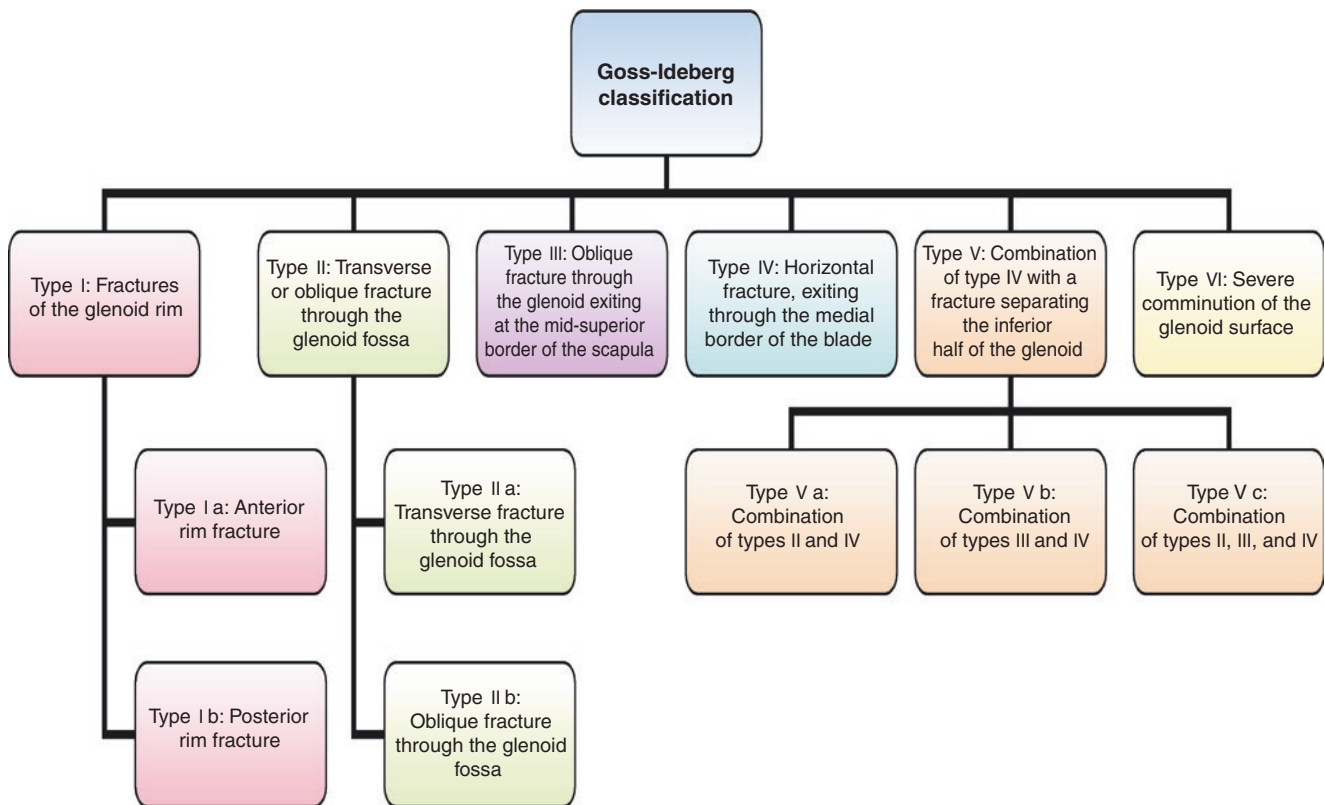 Goss-Ideberg
classification
Type I: Fractures
of the glenoid rim
Type II: Transverse
or oblique fracture
through the
glenoid fossa
Type III: Oblique
fracture through
the glenoid exiting
at the mid-superior
border of the scapula
Type IV: Horizontal
fracture, exiting
through the medial
border of the blade
Type V: Combination
of type IV with a
fracture separating
the inferior
half of the glenoid
Type VI: Severe
comminution of the
glenoid surface
Type I a: Anterior
rim fracture
Type II a:
Transverse fracture
through the
glenoid fossa
Type V a:
Combination
of types II and IV
Type V b:
Combination
of types III and IV
Type V c:
Combination
of types II, III, and IV
Type I b: Posterior
rim fracture
Type II b:
Oblique fracture
through the glenoid
fossa